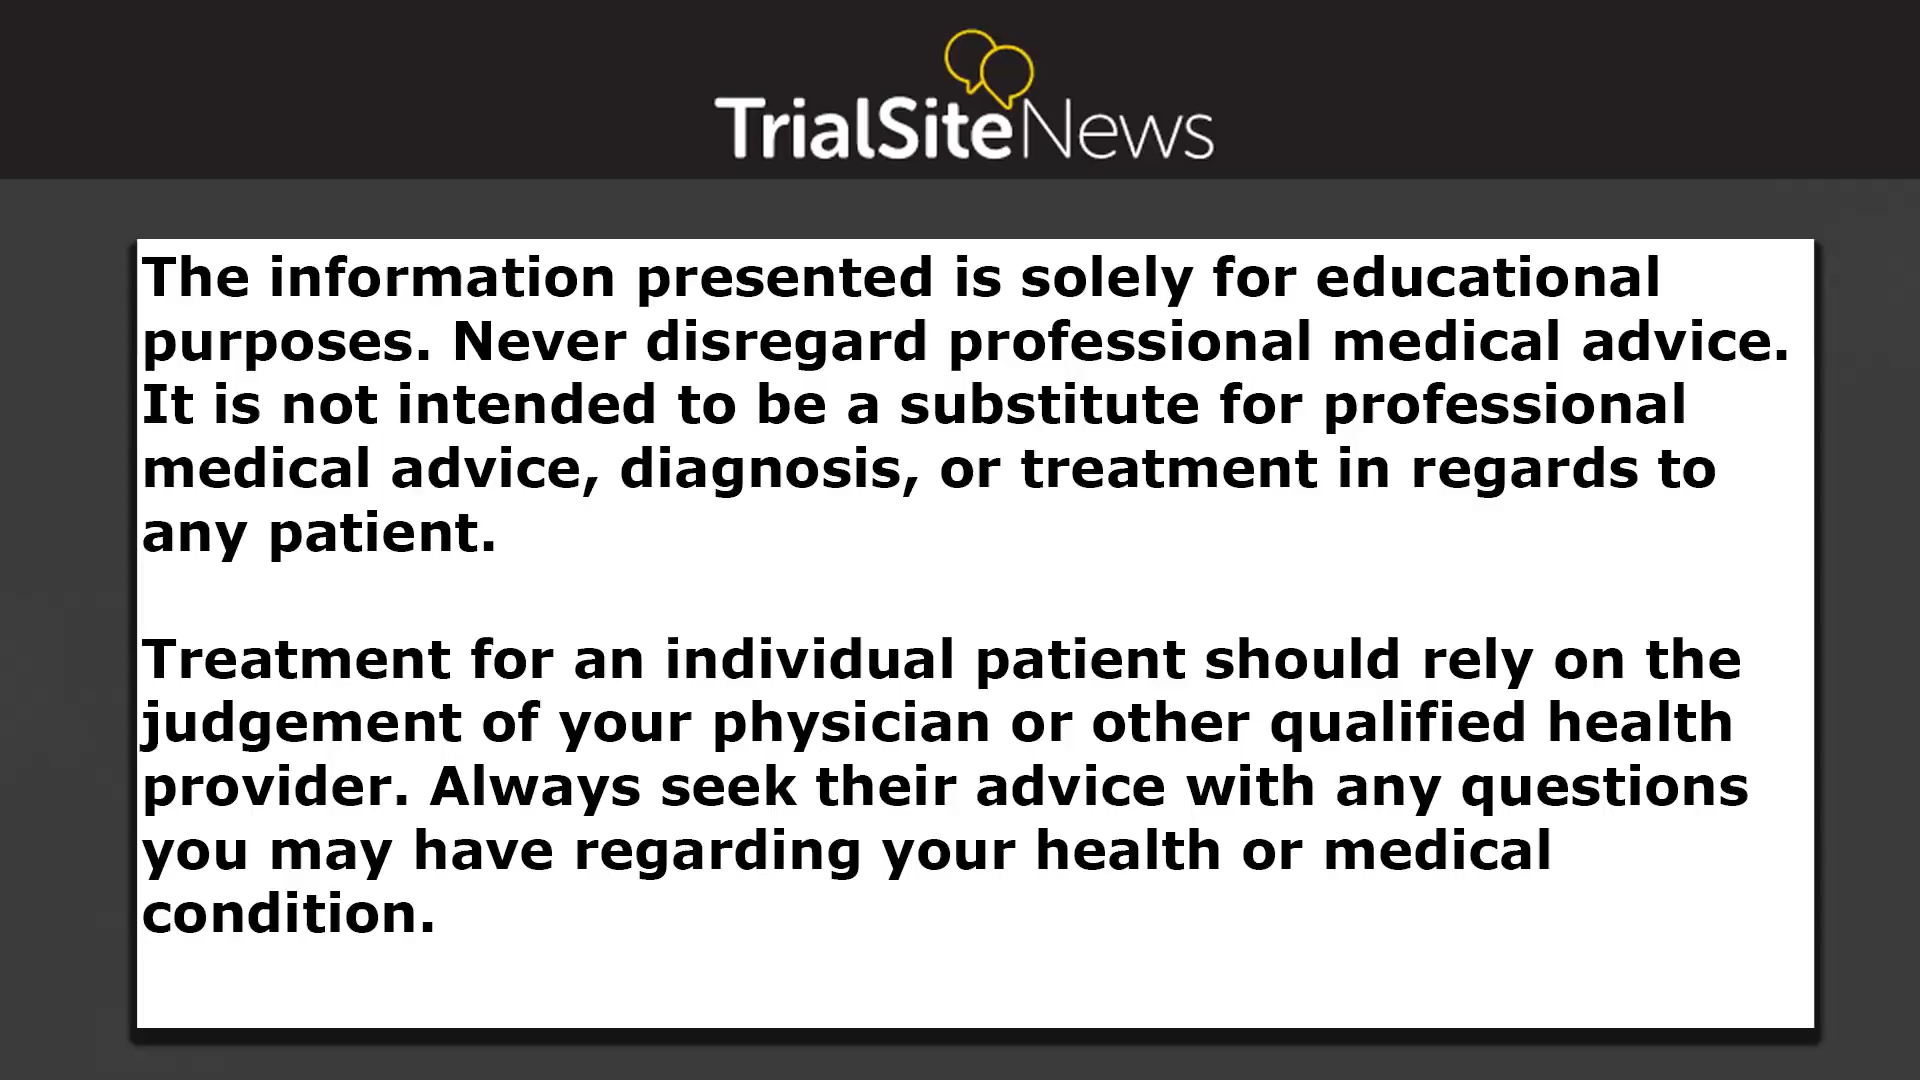 TrialSiteNews
The information presented is solely for educational
purposes. Never disregard professional medical advice.
It is not intended to be a substitute for professional
medical advice, diagnosis, or treatment in regards to
any patient.
Treatment for an individual patient should rely on the
judgement of your physician or other qualified health
provider. Always seek their advice with any questions
you may have regarding your health or medical
condition.